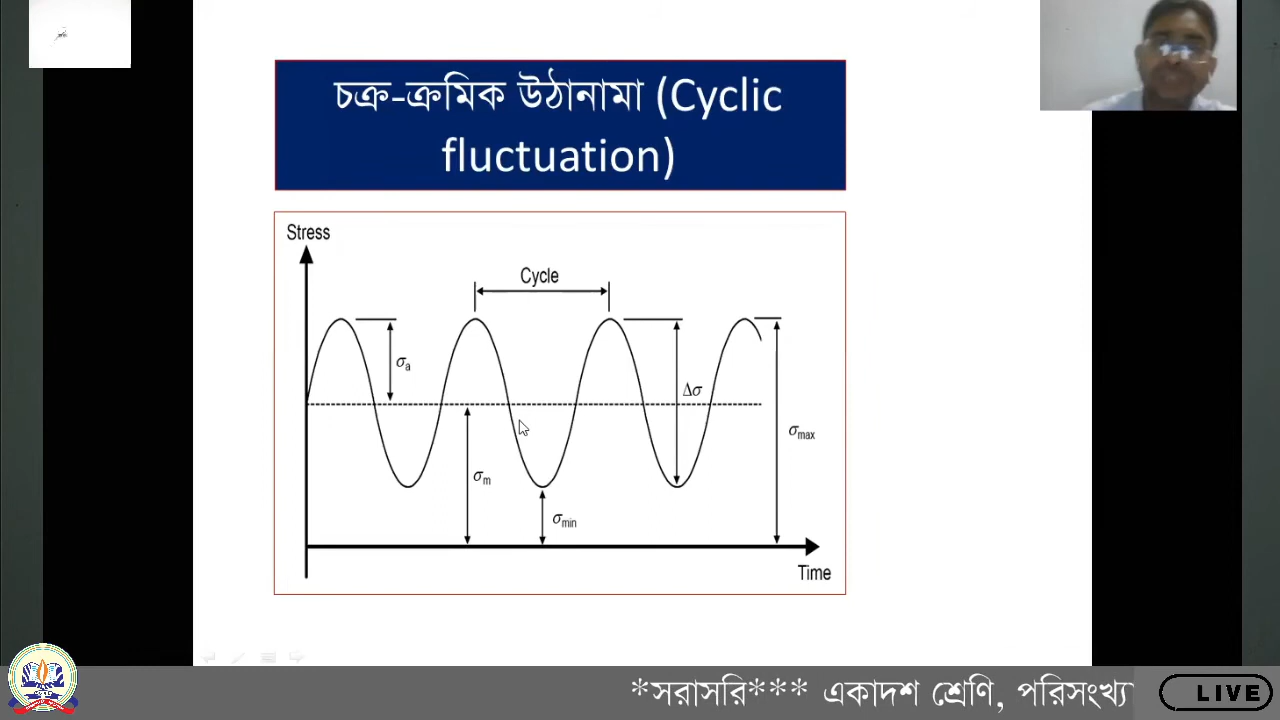 চক্র-ক্রমিক উঠানামা (Cyclic
fluctuation)
Stress
Cycle
σa
Δσ
σmax
σm
σmin
Time
*সরাসরি*** একাদশ শ্রেণি, পরিসংখ্য
LIVE